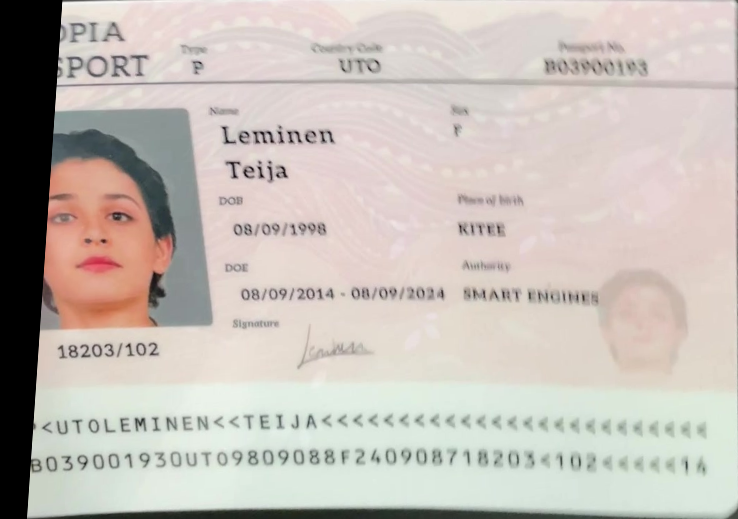 OPIA
SPORT
Type
P
Country Code
UTO
Passport No.
B03900193
Name
Leminen
Teija
Sex
F
DOB
08/09/1998
Place of birth
KITEE
DOE
08/09/2014 - 08/09/2024
Authority
SMART ENGINES
Signature
Leminen
18203/102
<UTOLEMINEN<<TEIJA<<<<<<<<<<<<<<<<<<<<<<<<<
B039001930UTO9809088F240908718203<102<<<<<14